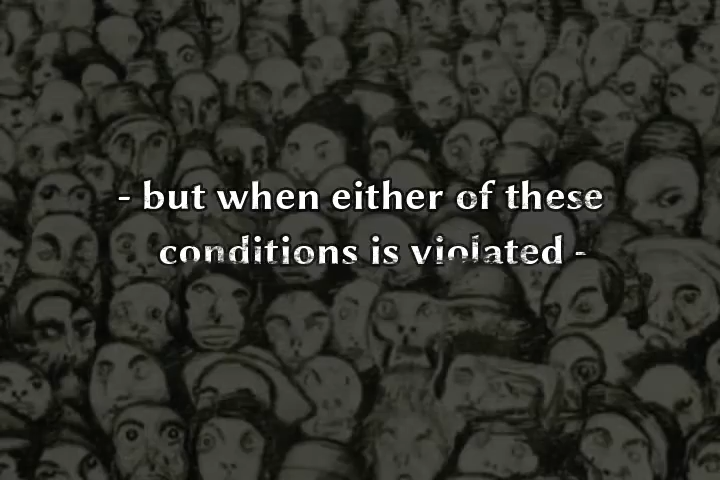 - but when either of these
conditions is violated -